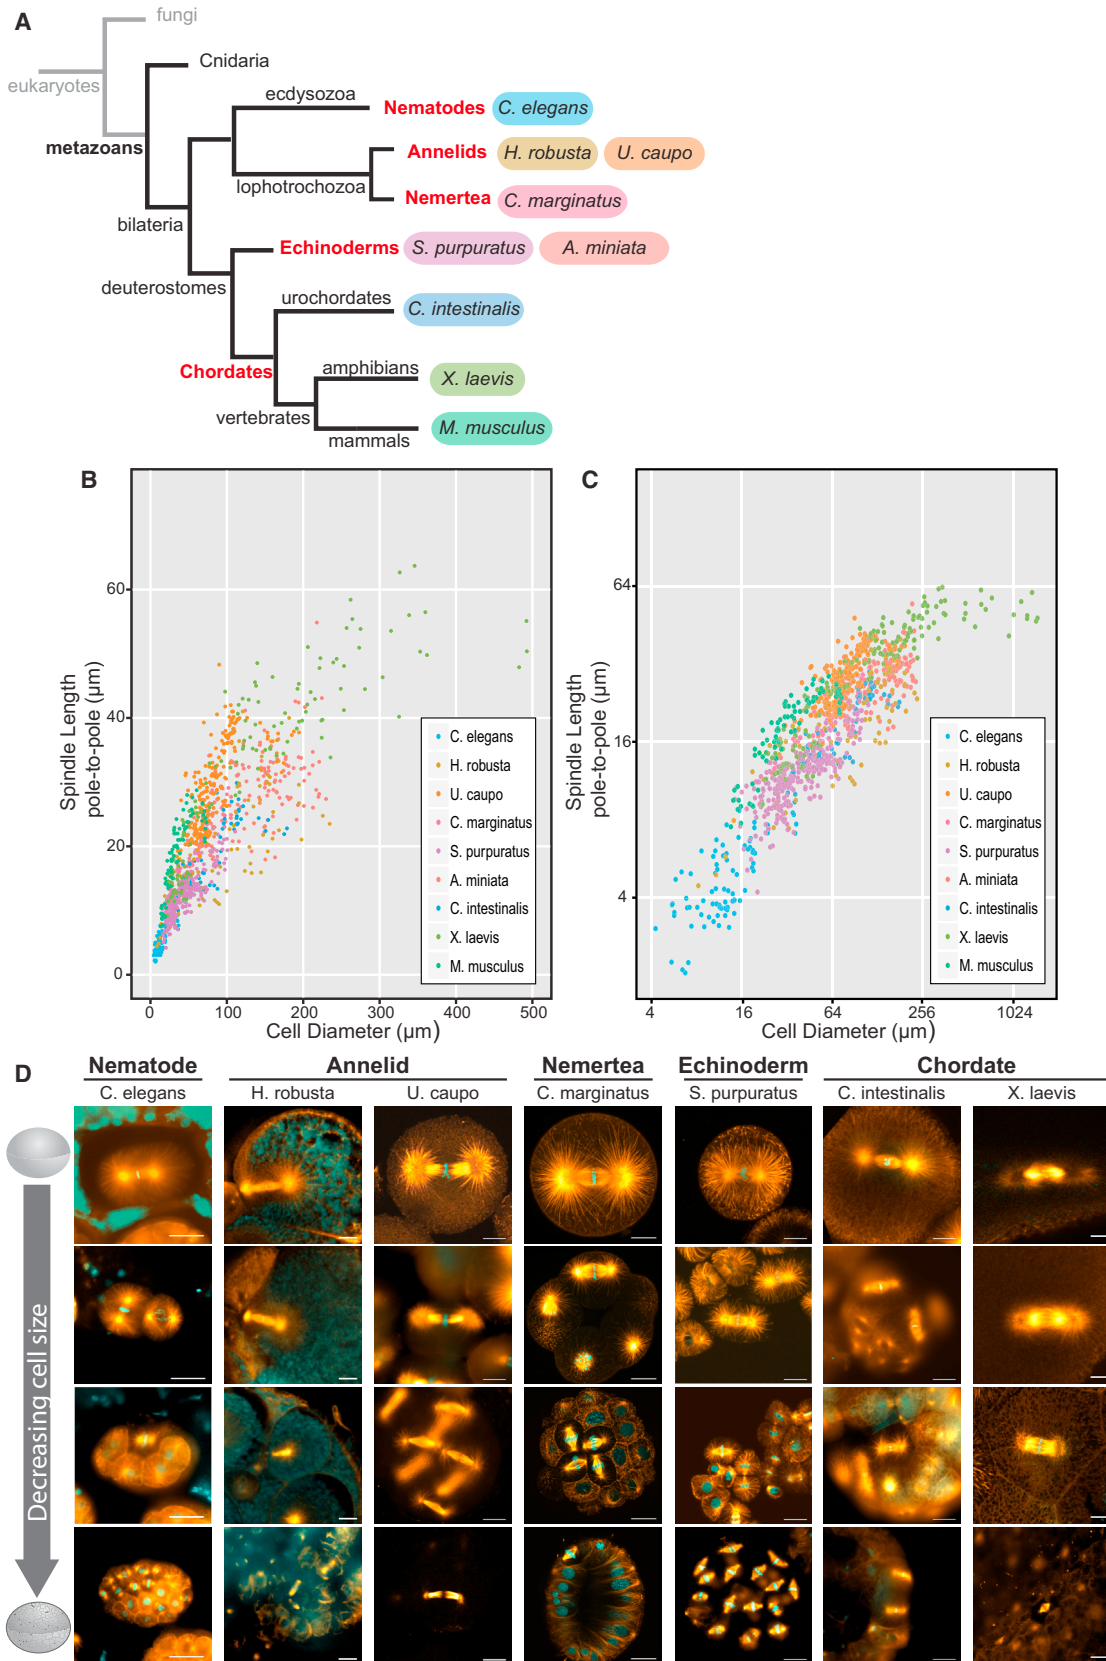 A
fungi
eukaryotes
Cnidaria
metazoans
ecdysozoa
Nematodes C. elegans
Annelids H. robusta U. caupo
lophotrochozoa
Nemertea C. marginatus
bilateria
Echinoderms S. purpuratus A. miniata
deuterostomes
urochordates C. intestinalis
Chordates
amphibians X. laevis
vertebrates
mammals M. musculus
B
Spindle Length
pole-to-pole (µm)
60
40
20
0
0 100 200 300 400 500
Cell Diameter (µm)
C. elegans
H. robusta
U. caupo
C. marginatus
S. purpuratus
A. miniata
C. intestinalis
X. laevis
M. musculus
C
Spindle Length
pole-to-pole (µm)
64
16
4
4 16 64 256 1024
Cell Diameter (µm)
C. elegans
H. robusta
U. caupo
C. marginatus
S. purpuratus
A. miniata
C. intestinalis
X. laevis
M. musculus
D
Nematode Annelid Nemertea Echinoderm Chordate
C. elegans H. robusta U. caupo C. marginatus S. purpuratus C. intestinalis X. laevis
Decreasing cell size